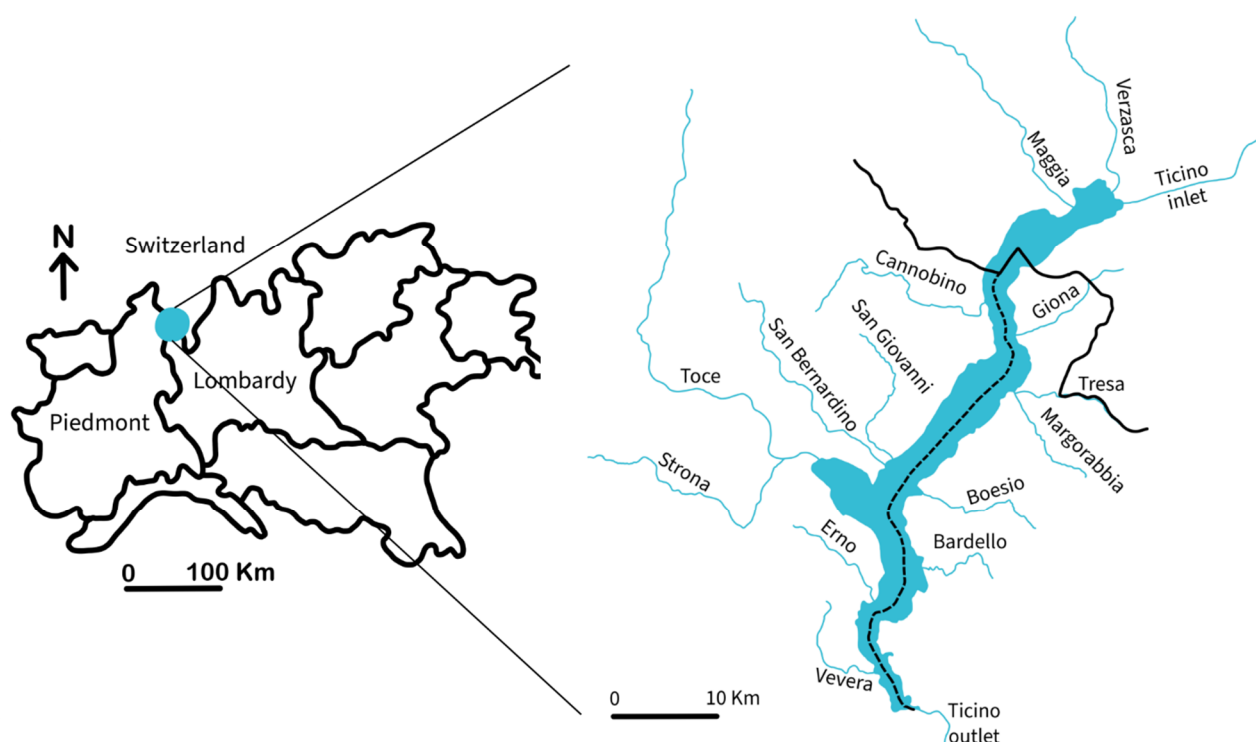 N
Switzerland
Lombardy
Piedmont
0 100 Km
Verzasca
Maggia
Ticino
inlet
Cannobino
Giona
San Giovanni
San Bernardino
Toce
Tresa
Margorabbia
Strona
Boesio
Erno
Bardello
Vevera
0 10 Km
Ticino
outlet